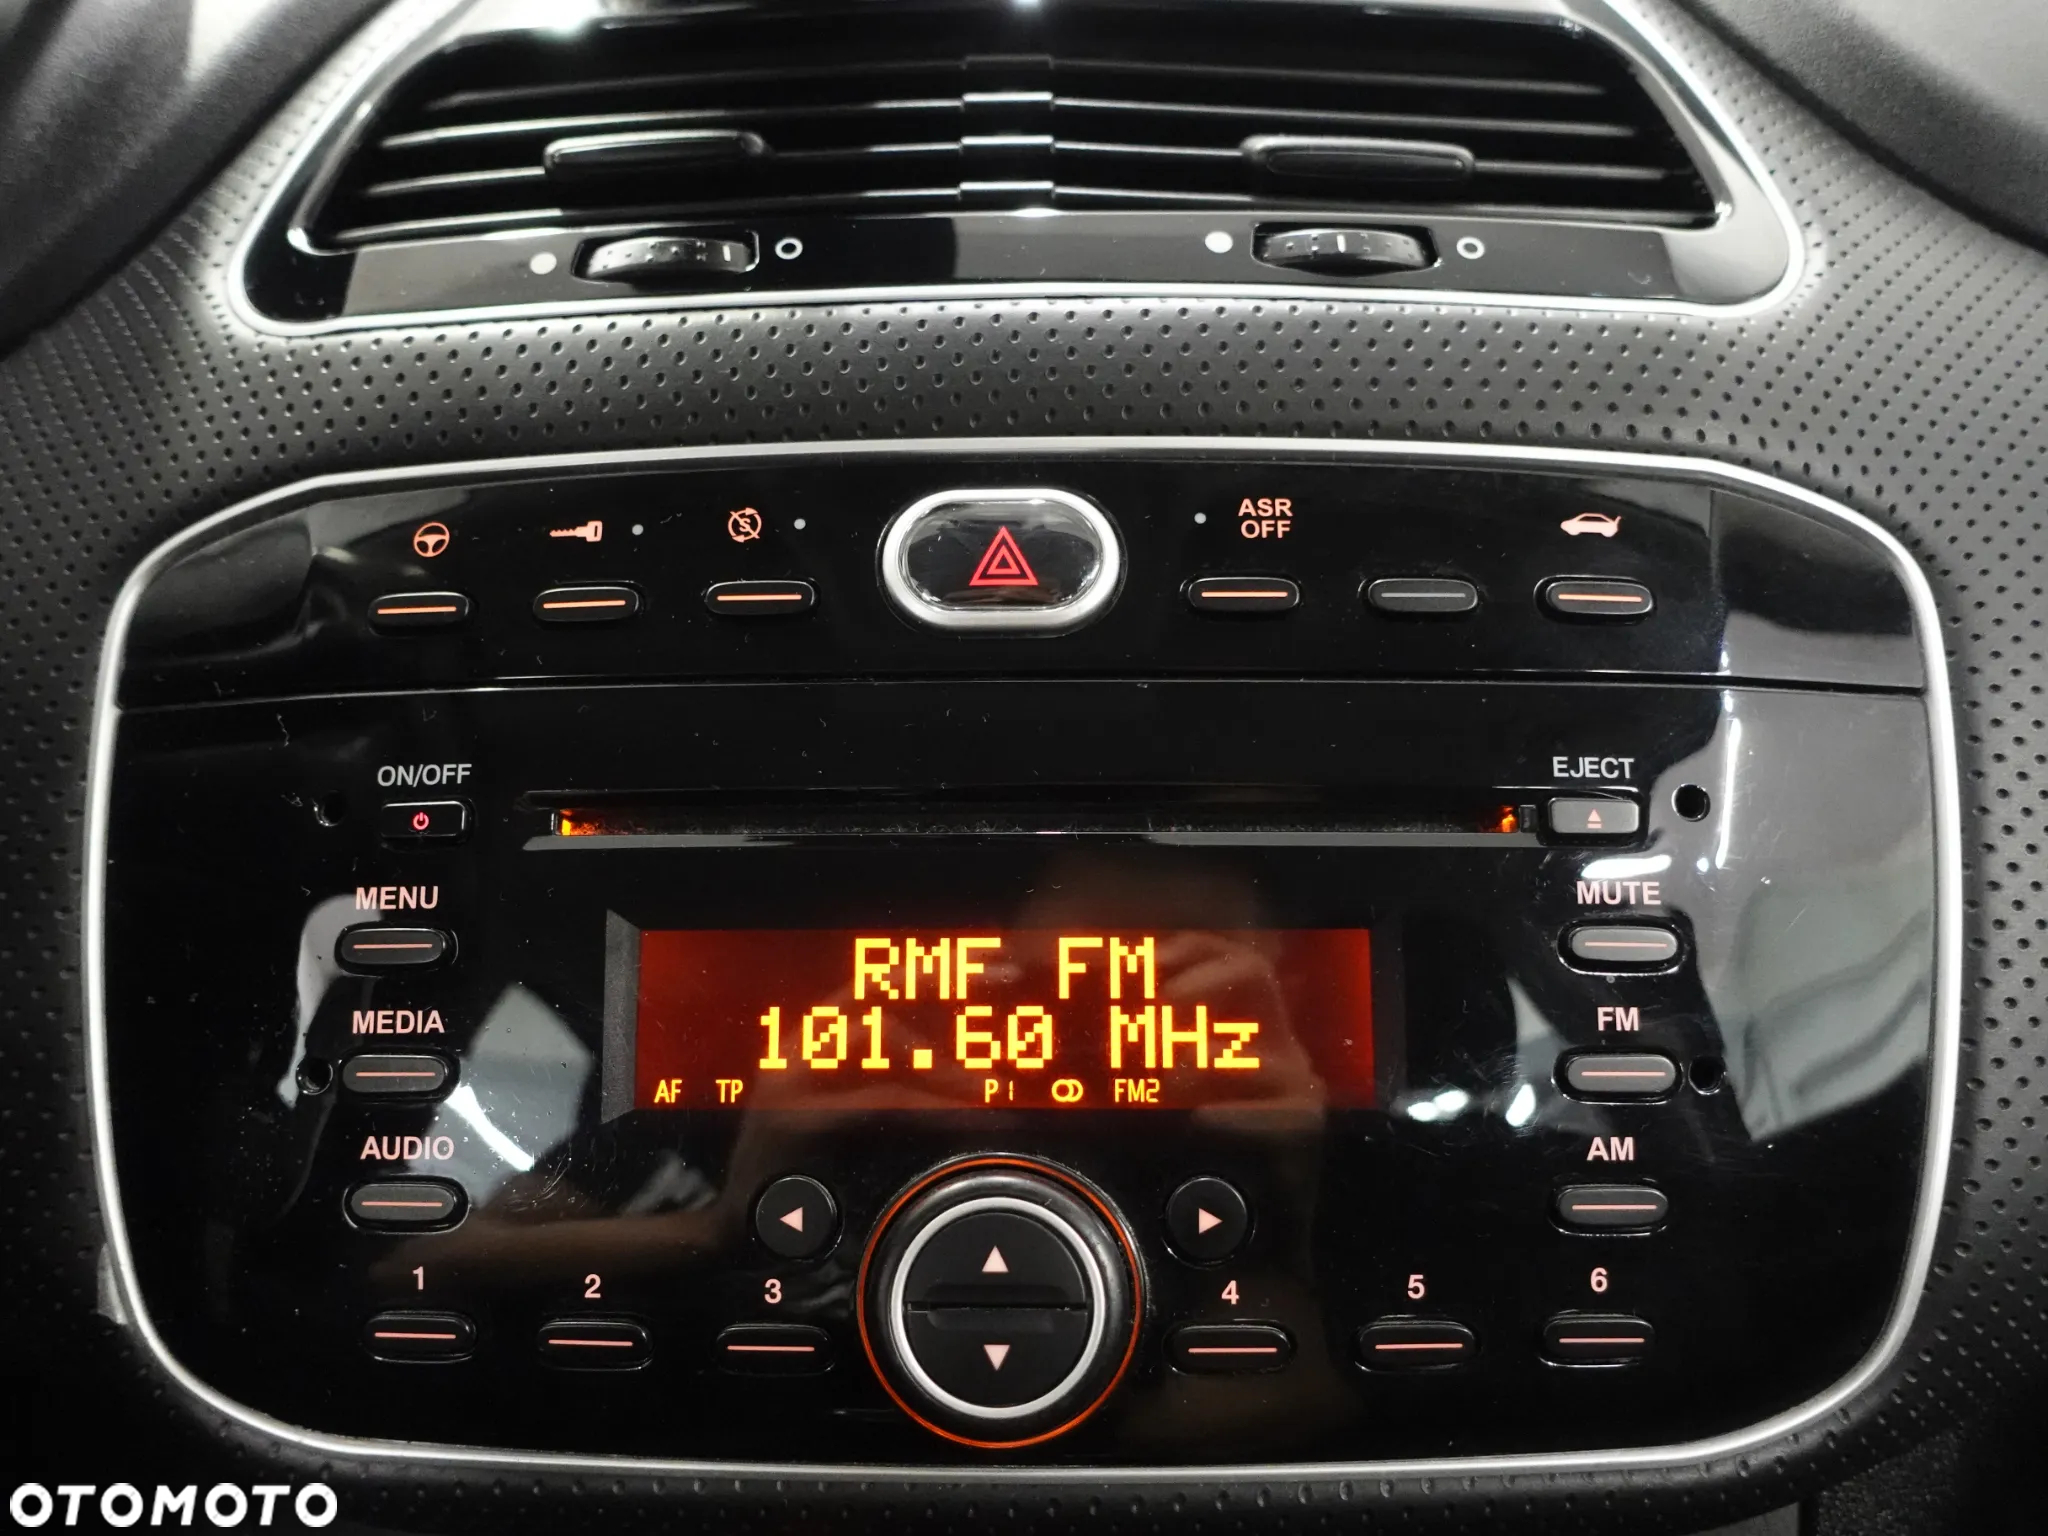 ASR
OFF
ON/OFF
EJECT
MENU
MUTE
RMF FM
MEDIA
101.60 MHz
FM
AF TP P1 FM2
AUDIO
AM
1 2 3 4 5 6
OTOMOTO